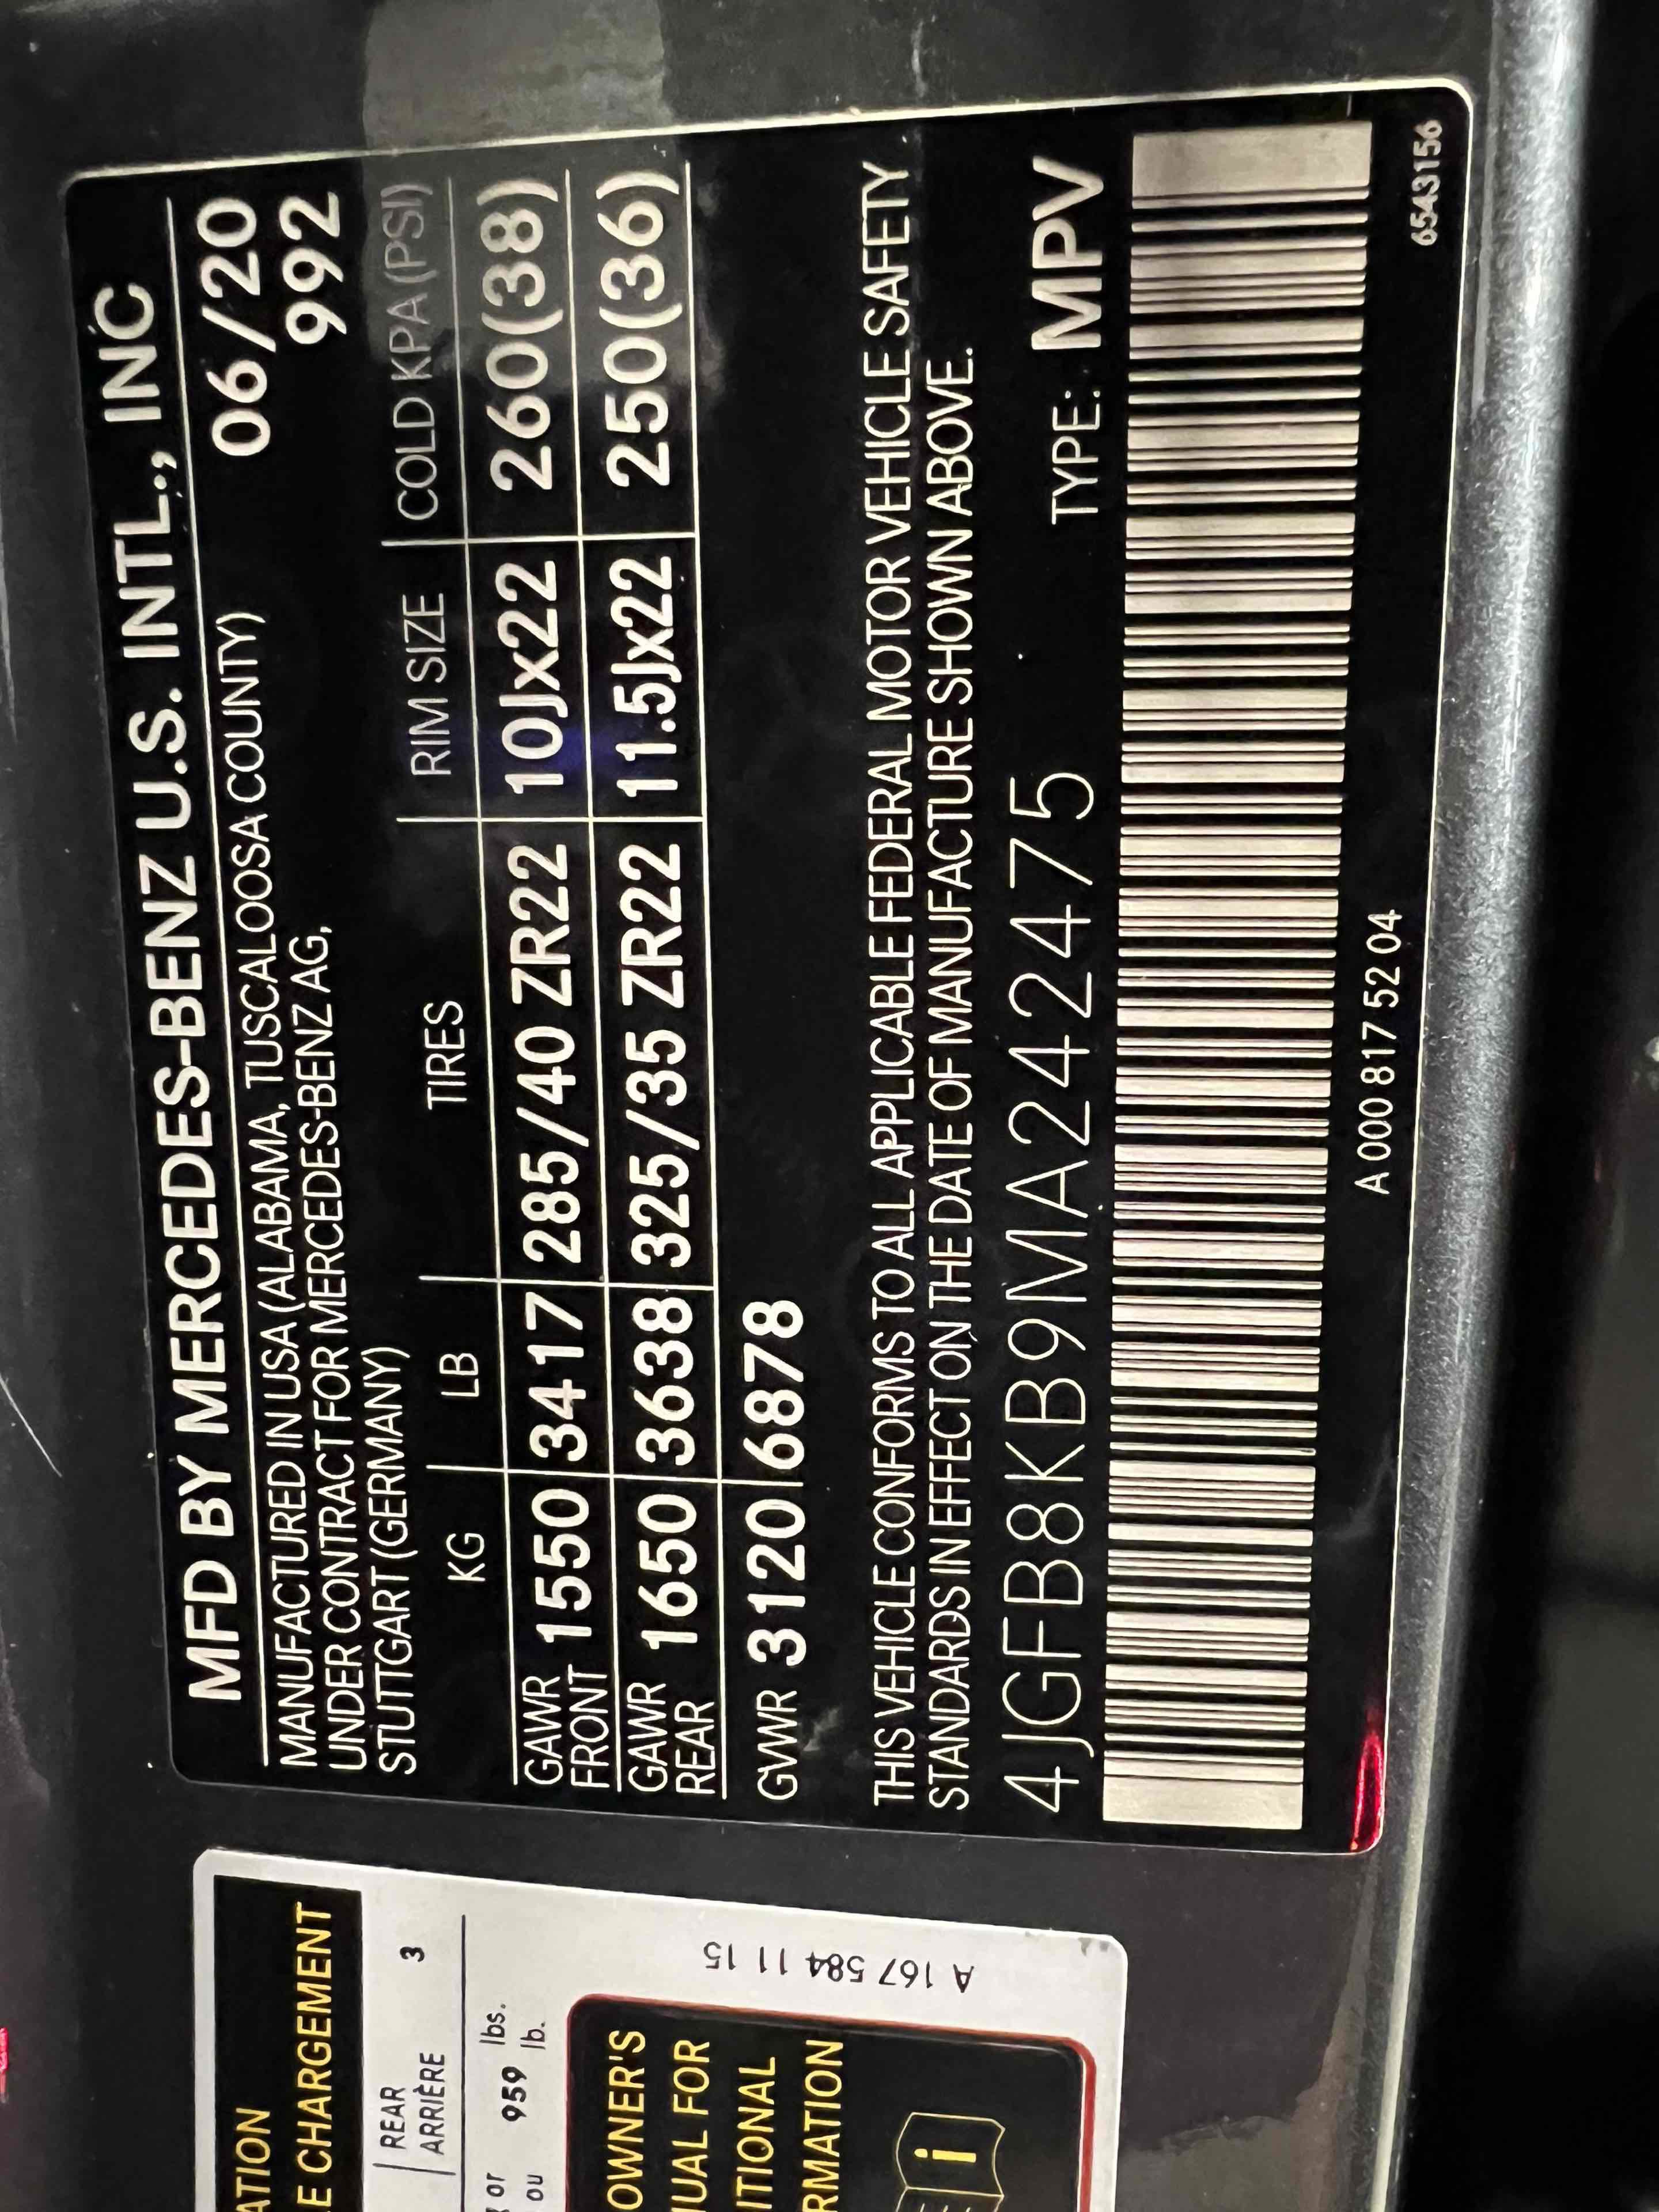 MFD BY MERCEDES-BENZ U.S. INTL., INC
MANUFACTURED IN USA (ALABAMA, TUSCALOOSA COUNTY) 06/20
UNDER CONTRACT FOR MERCEDES-BENZ AG, 992
STUTTGART (GERMANY)
KG LB TIRES RIM SIZE COLD KPA (PSI)
GAWR FRONT 1550 3417 285/40 ZR22 10Jx22 260(38)
GAWR REAR 1650 3638 325/35 ZR22 11.5Jx22 250(36)
GVWR 3120 6878
THIS VEHICLE CONFORMS TO ALL APPLICABLE FEDERAL MOTOR VEHICLE SAFETY
STANDARDS IN EFFECT ON THE DATE OF MANUFACTURE SHOWN ABOVE.
4JGFB8KB9MA242475 TYPE: MPV
A 000 817 52 04
6543156
CHARGEMENT
REAR 3
ARRIÈRE
or 959 lbs.
ou lb.
A 167 584 11 15
OWNER'S
FOR
i